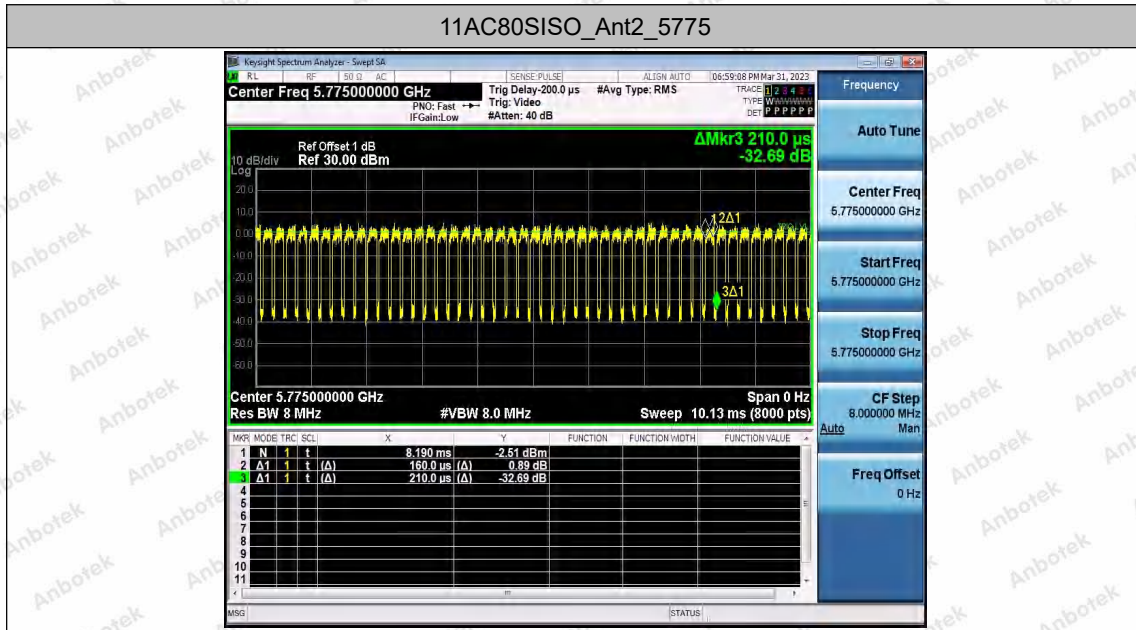 11AC80SISO_Ant2_5775
Keysight Spectrum Analyzer - Swept SA
RL RF 50 Ω AC SENSE:PULSE ALIGN AUTO 06:59:08 PM Mar 31, 2023
Center Freq 5.775000000 GHz Trig Delay-200.0 µs #Avg Type: RMS TRACE 1 2 3 4 5 6
PNO: Fast Trig: Video TYPE W
IFGain:Low #Atten: 40 dB DET P P P P P P
Ref Offset 1 dB ΔMkr3 210.0 µs
10 dB/div Ref 30.00 dBm -32.69 dB
Log
20.0
10.0
0.00
-10.0
-20.0
-30.0
-40.0
-50.0
-60.0
12Δ1
3Δ1
Center 5.775000000 GHz Span 0 Hz
Res BW 8 MHz #VBW 8.0 MHz Sweep 10.13 ms (8000 pts)
MKR MODE TRC SCL X Y FUNCTION FUNCTION WIDTH FUNCTION VALUE
1 N 1 t 8.190 ms -2.51 dBm
2 Δ1 1 t (Δ) 160.0 µs (Δ) 0.89 dB
3 Δ1 1 t (Δ) 210.0 µs (Δ) -32.69 dB
4
5
6
7
8
9
10
11
MSG STATUS
Frequency
Auto Tune
Center Freq
5.775000000 GHz
Start Freq
5.775000000 GHz
Stop Freq
5.775000000 GHz
CF Step
8.000000 MHz
Auto Man
Freq Offset
0 Hz
Anbotek